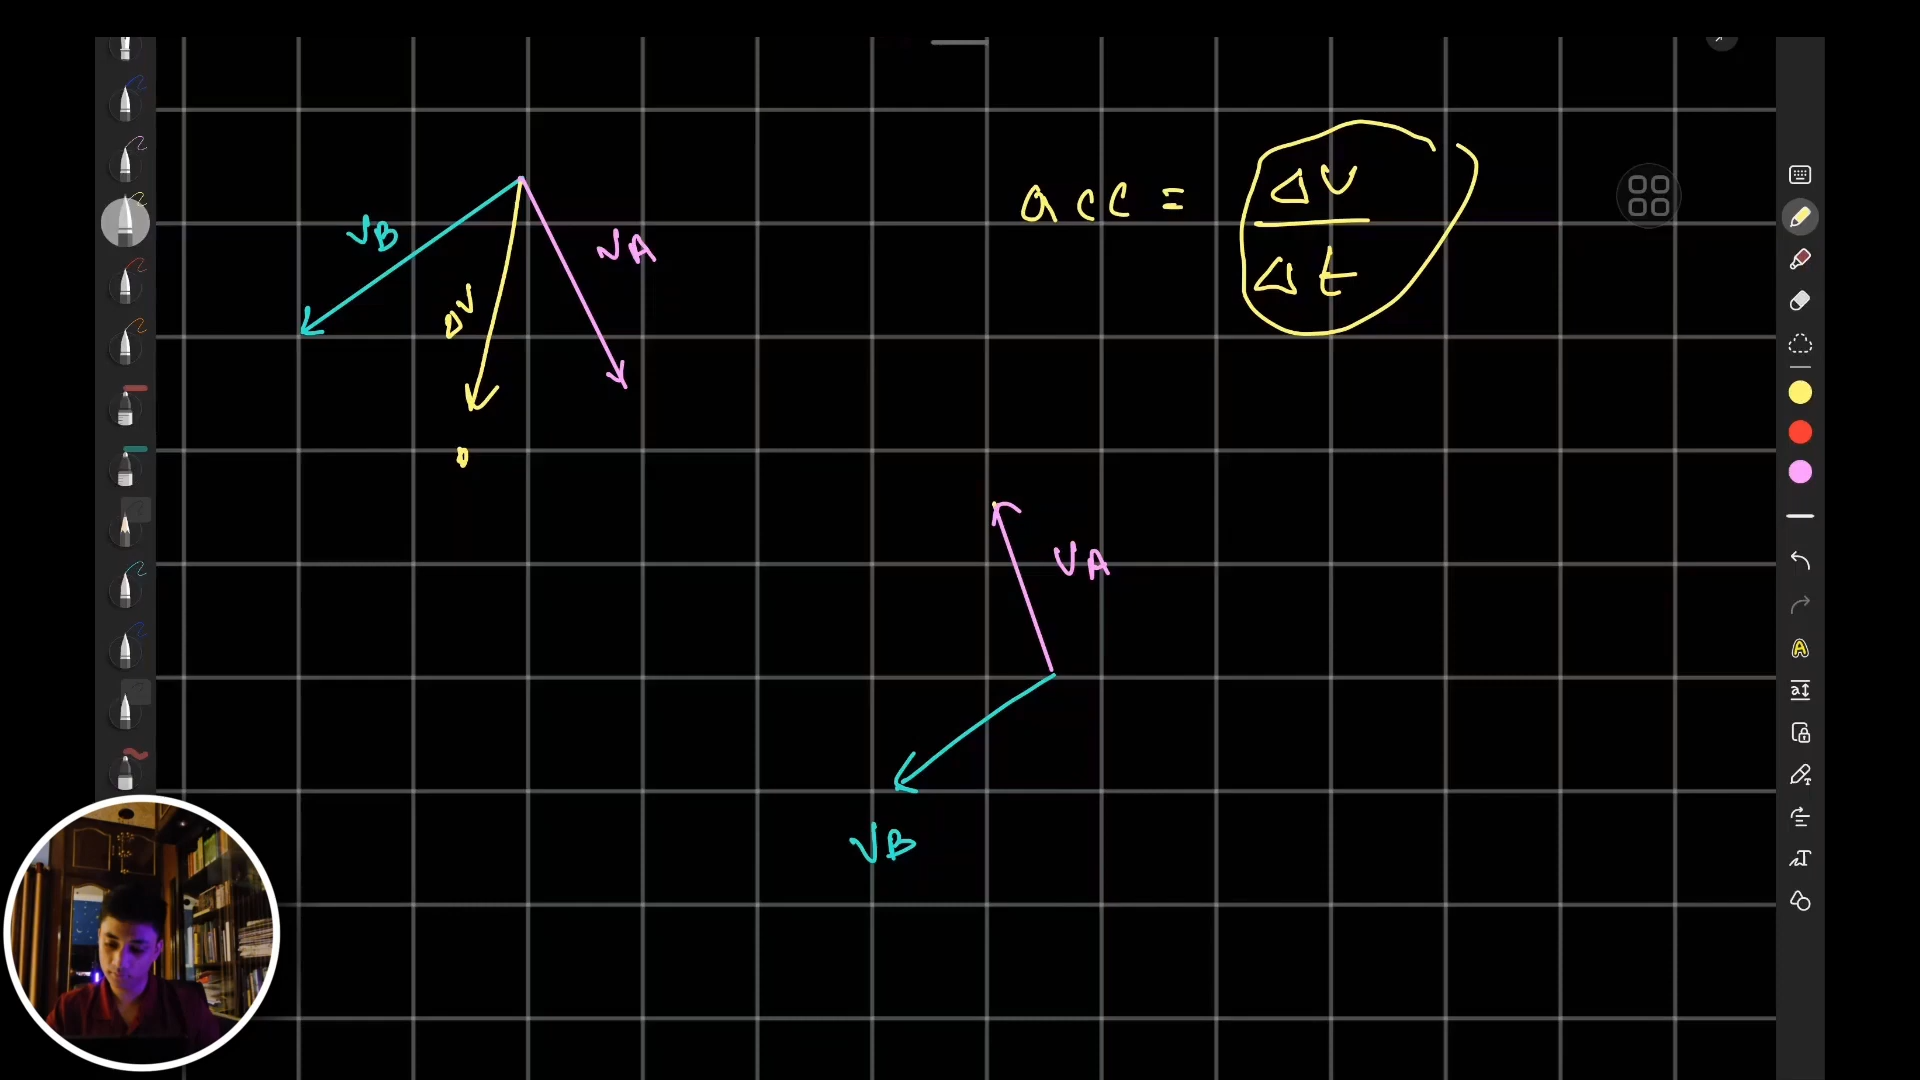 acc = ΔV
Δt
VB
VA
ΔV
VA
VB